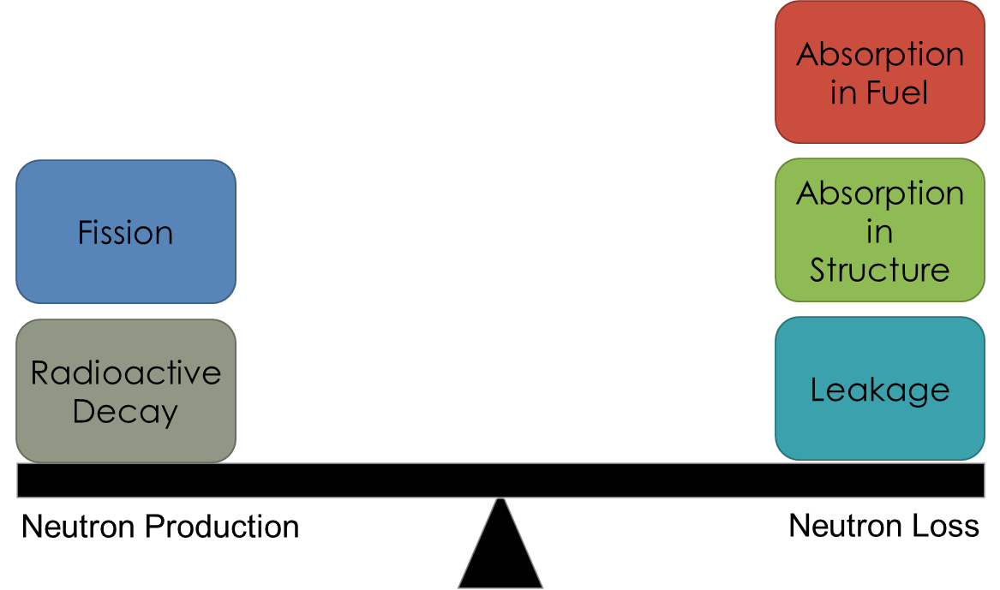 Fission
Radioactive
Decay
Neutron Production
Absorption
in Fuel
Absorption
in
Structure
Leakage
Neutron Loss